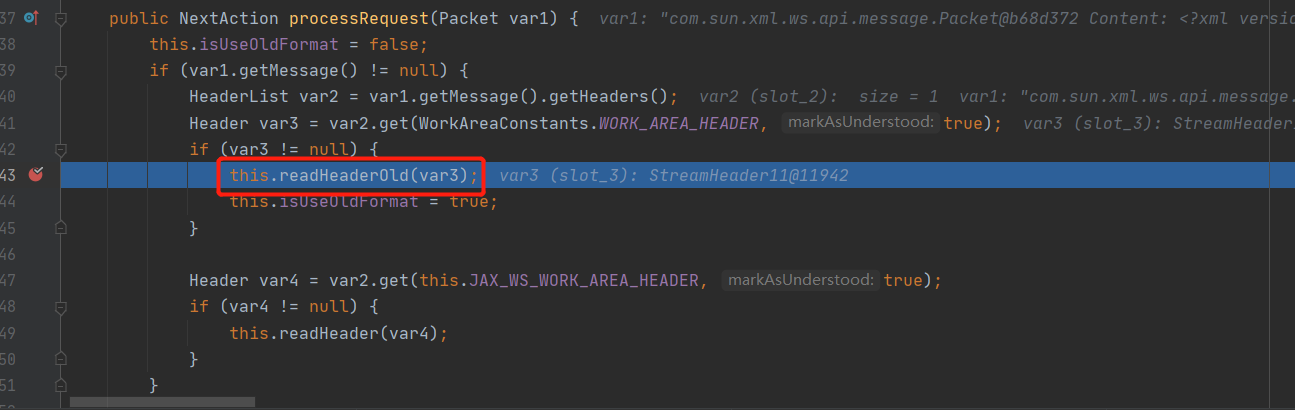 37 public NextAction processRequest(Packet var1) { var1: "com.sun.xml.ws.api.message.Packet@b68d372 Content: <?xml versio
38 this.isUseOldFormat = false;
39 if (var1.getMessage() != null) {
40 HeaderList var2 = var1.getMessage().getHeaders(); var2 (slot_2): size = 1 var1: "com.sun.xml.ws.api.message.
41 Header var3 = var2.get(WorkAreaConstants.WORK_AREA_HEADER, markAsUnderstood: true); var3 (slot_3): StreamHeader
42 if (var3 != null) {
43 this.readHeaderOld(var3); var3 (slot_3): StreamHeader11@11942
44 this.isUseOldFormat = true;
45 }
46
47 Header var4 = var2.get(this.JAX_WS_WORK_AREA_HEADER, markAsUnderstood: true);
48 if (var4 != null) {
49 this.readHeader(var4);
50 }
51 }